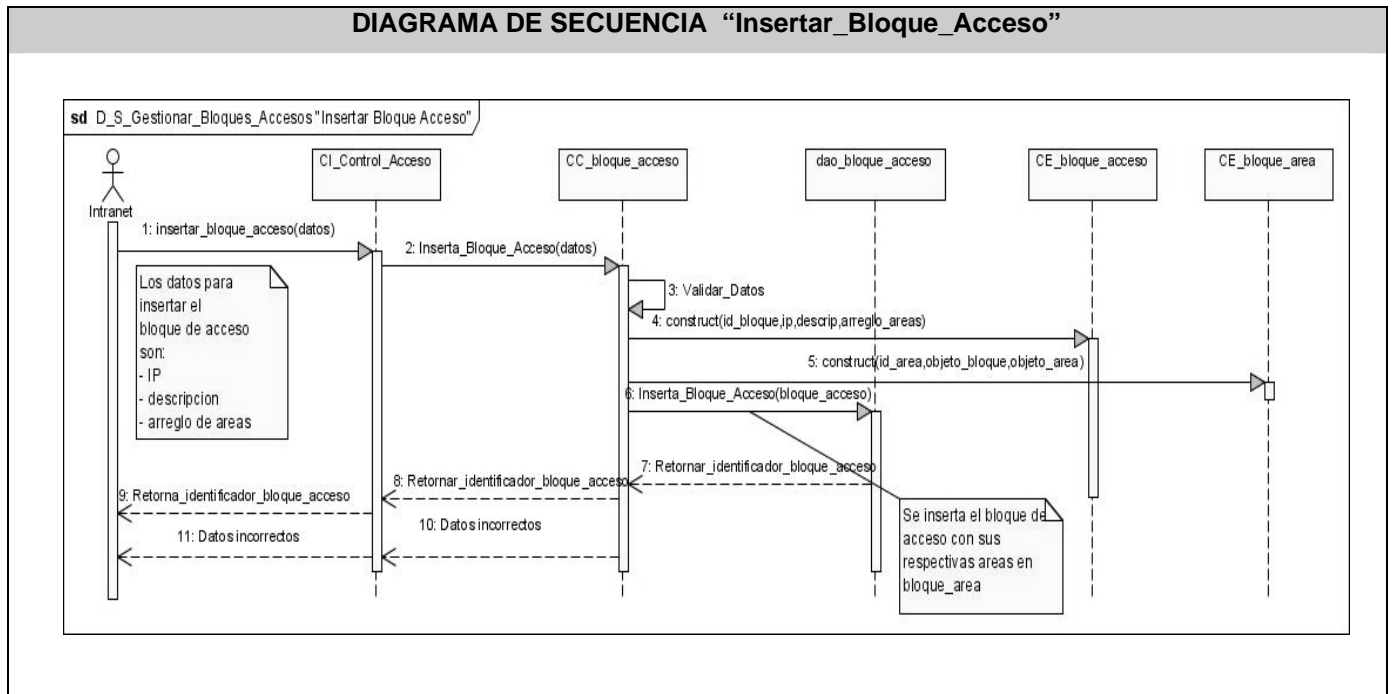 DIAGRAMA DE SECUENCIA “Insertar_Bloque_Acceso”
sd D_S_Gestionar_Bloques_Accesos "Insertar Bloque Acceso"
Intranet
CI_Control_Acceso
CC_bloque_acceso
dao_bloque_acceso
CE_bloque_acceso
CE_bloque_area
1: insertar_bloque_acceso(datos)
2: Inserta_Bloque_Acceso(datos)
Los datos para
insertar el
bloque de acceso
son:
- IP
- descripcion
- arreglo de areas
3: Validar_Datos
4: construct(id_bloque,ip,descrip,arreglo_areas)
5: construct(id_area,objeto_bloque,objeto_area)
6: Inserta_Bloque_Acceso(bloque_acceso)
7: Retornar_identificador_bloque_acceso
8: Retornar_identificador_bloque_acceso
9: Retorna_identificador_bloque_acceso
10: Datos incorrectos
11: Datos incorrectos
Se inserta el bloque de
acceso con sus
respectivas areas en
bloque_area